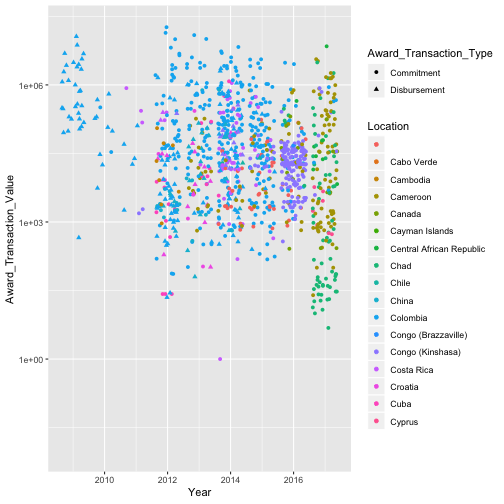 Award_Transaction_Value
1e+06
1e+03
1e+00
2010
2012
2014
2016
Year
Award_Transaction_Type
Commitment
Disbursement
Location
Cabo Verde
Cambodia
Cameroon
Canada
Cayman Islands
Central African Republic
Chad
Chile
China
Colombia
Congo (Brazzaville)
Congo (Kinshasa)
Costa Rica
Croatia
Cuba
Cyprus